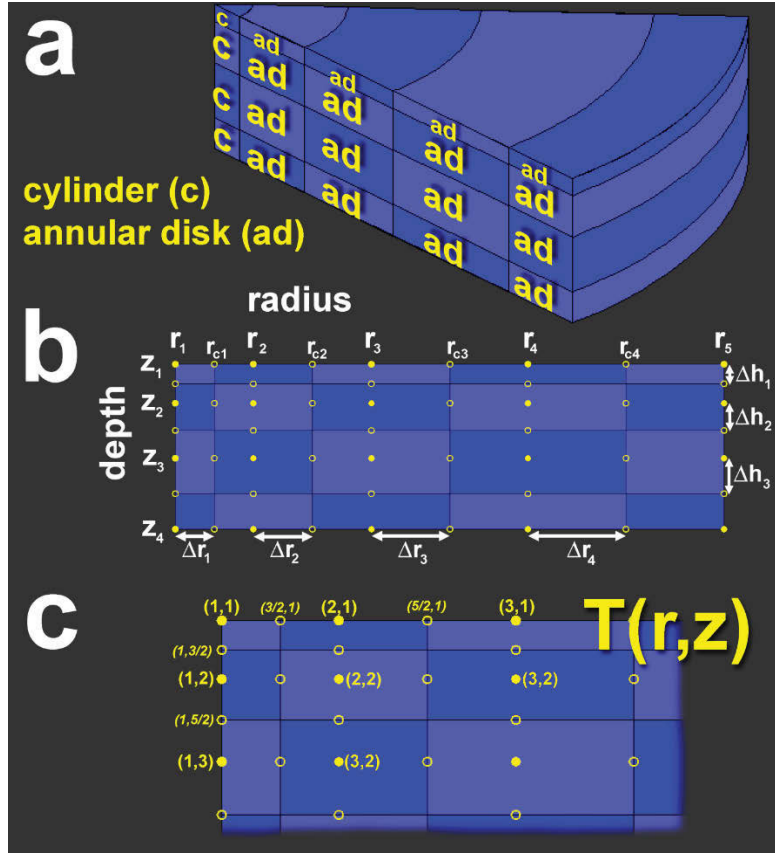 a
c ad ad ad ad
c ad ad ad ad
c ad ad ad ad
c ad ad ad ad
cylinder (c)
annular disk (ad)
b
radius
r1 rc1 r2 rc2 r3 rc3 r4 rc4 r5
depth
z1
Δh1
z2
Δh2
z3
Δh3
z4
Δr1 Δr2 Δr3 Δr4
c
(1,1) (3/2,1) (2,1) (5/2,1) (3,1)
T(r,z)
(1,3/2)
(1,2) (2,2) (3,2)
(1,5/2)
(1,3) (3,2)